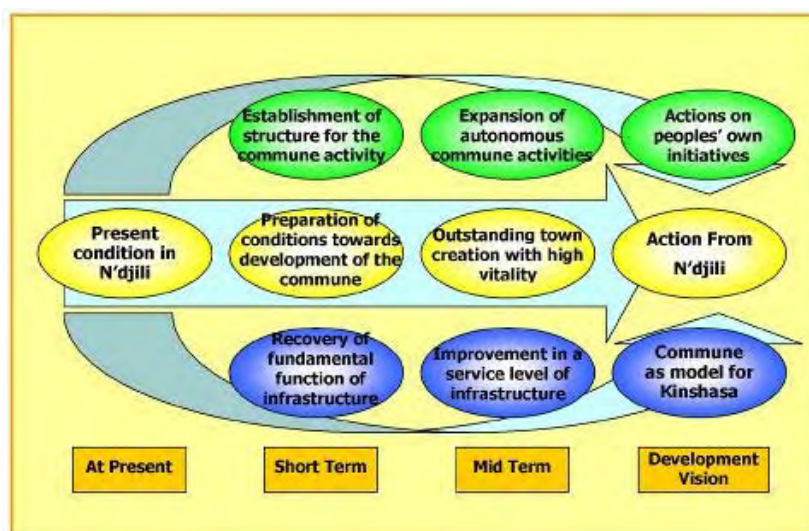 Establishment of
structure for the
commune activity
Expansion of
autonomous
commune activities
Actions on
peoples' own
initiatives
Present
condition in
N'djili
Preparation of
conditions towards
development of the
commune
Outstanding town
creation with high
vitality
Action From
N'djili
Recovery of
fundamental
function of
infrastructure
Improvement in a
service level of
infrastructure
Commune
as model for
Kinshasa
At Present
Short Term
Mid Term
Development
Vision